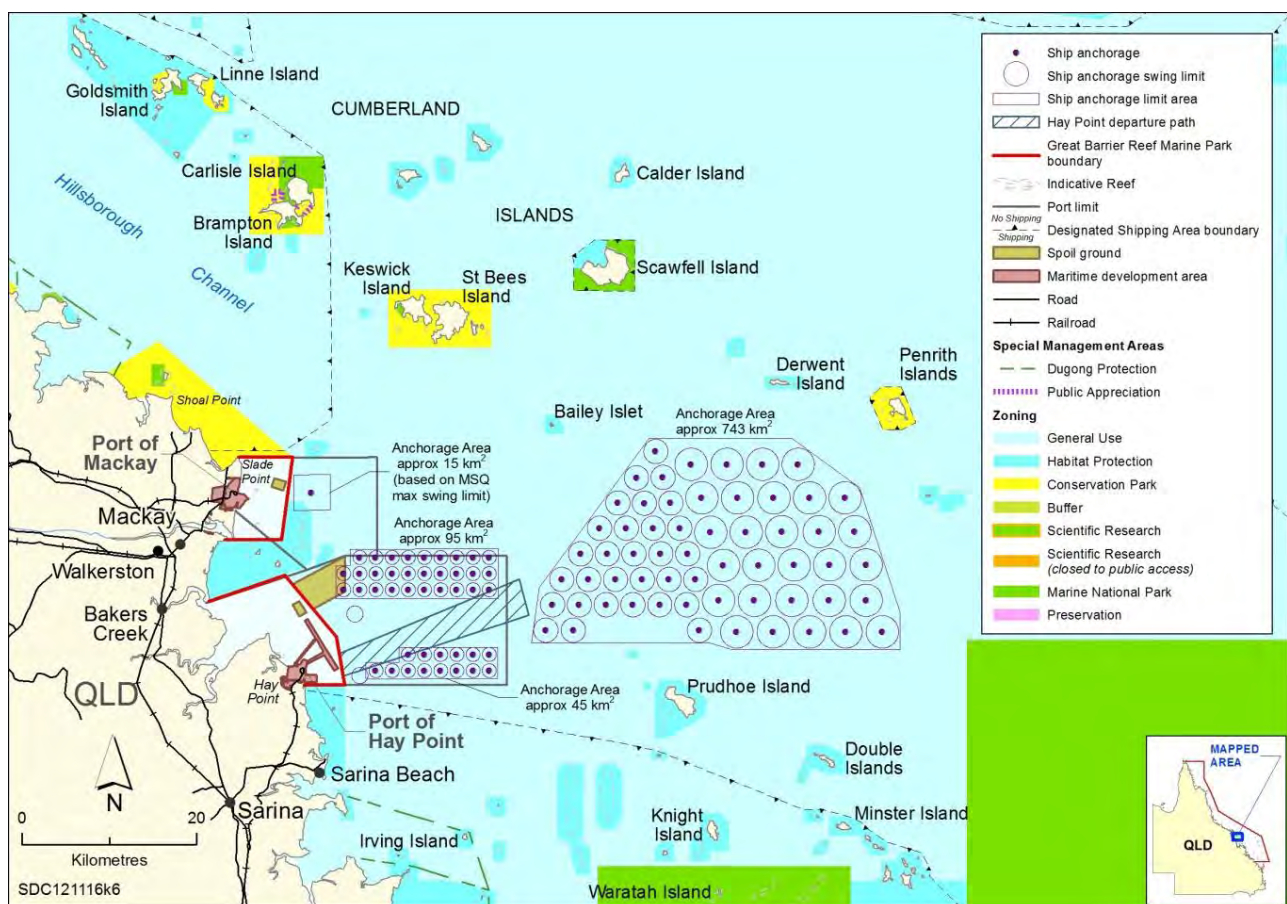 Goldsmith
Island
Linne Island
CUMBERLAND
Carlisle Island
Calder Island
Hillsborough
Channel
Brampton
Island
ISLANDS
Keswick
Island
St Bees
Island
Scawfell Island
Derwent
Island
Penrith
Islands
Bailey Islet
Shoal Point
Port of
Mackay
Slade
Point
Anchorage Area
approx 15 km²
(based on MSQ
max swing limit)
Anchorage Area
approx 743 km²
Mackay
Anchorage Area
approx 95 km²
Walkerston
Bakers
Creek
QLD
Hay
Point
Port of
Hay Point
Anchorage Area
approx 45 km²
Prudhoe Island
Sarina Beach
Sarina
Double
Islands
Knight
Island
Minster Island
Irving Island
Waratah Island
N
0 20
Kilometres
SDC121116k6
Ship anchorage
Ship anchorage swing limit
Ship anchorage limit area
Hay Point departure path
Great Barrier Reef Marine Park
boundary
Indicative Reef
Port limit
No Shipping
Shipping
Designated Shipping Area boundary
Spoil ground
Maritime development area
Road
Railroad
Special Management Areas
Dugong Protection
Public Appreciation
Zoning
General Use
Habitat Protection
Conservation Park
Buffer
Scientific Research
Scientific Research
(closed to public access)
Marine National Park
Preservation
MAPPED
AREA
QLD